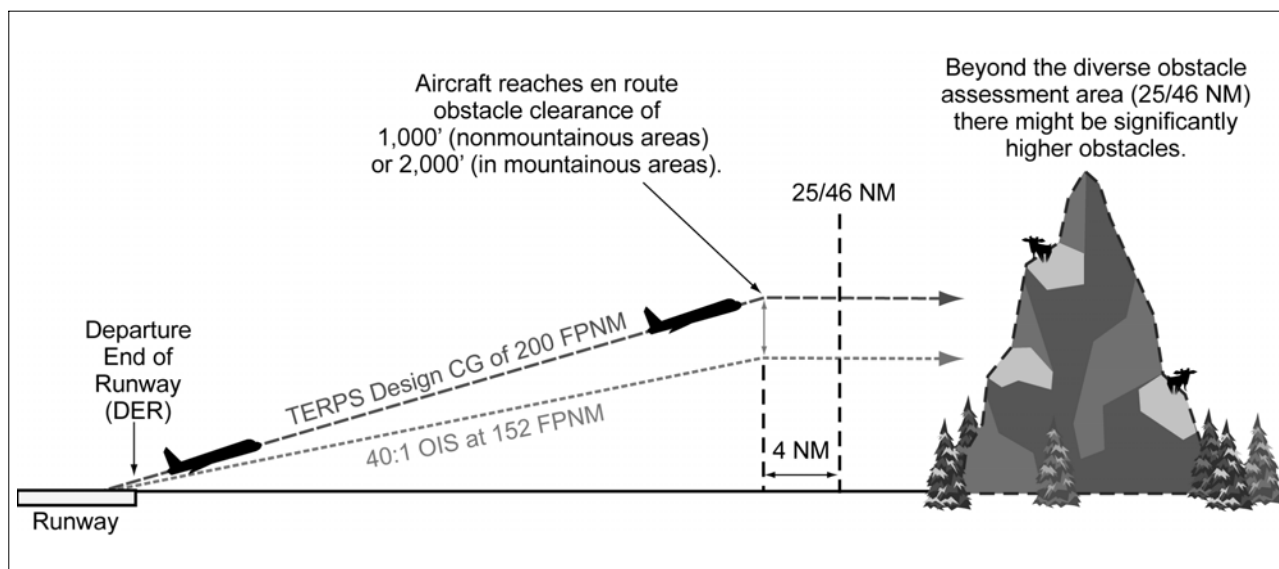 Aircraft reaches en route
obstacle clearance of
1,000’ (nonmountainous areas)
or 2,000’ (in mountainous areas).
Beyond the diverse obstacle
assessment area (25/46 NM)
there might be significantly
higher obstacles.
25/46 NM
Departure
End of
Runway
(DER)
TERPS Design CG of 200 FPNM
40:1 OIS at 152 FPNM
4 NM
Runway